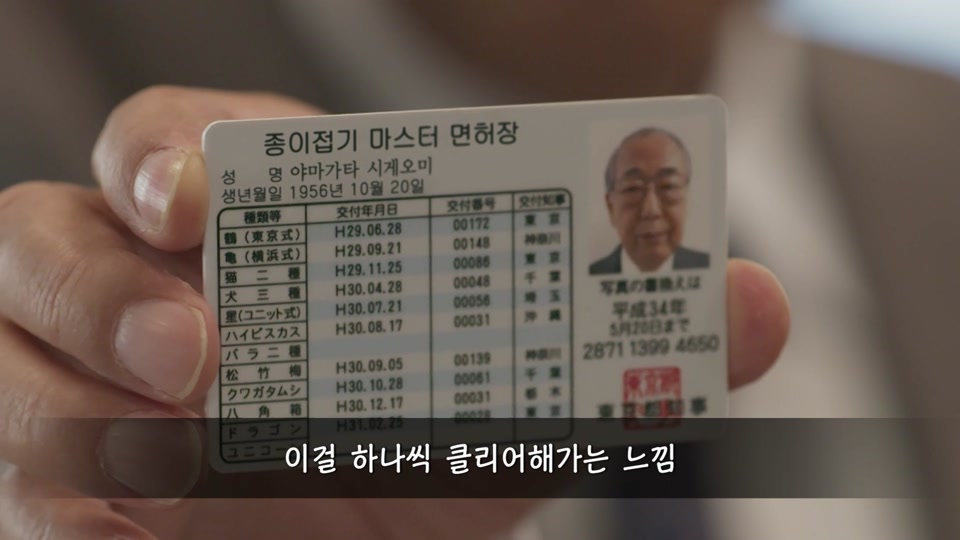 종이접기 마스터 면허장
성 명 야마가타 시게오미
생년월일 1956년 10월 20일
種類等 交付年月日 交付番号 交付知事
鶴（東京式） H29.06.28 00172 東京
亀（横浜式） H29.09.21 00148 神奈川
猫二種 H29.11.25 00086 東京
犬三種 H30.04.28 00048 千葉
星(ユニット式) H30.07.21 00056 埼玉
ハイビスカス H30.08.17 00031 沖縄
バラ二種
松竹梅 H30.09.05 00139 神奈川
クワガタムシ H30.10.28 00061 千葉
八角箱 H30.12.17 00031 栃木
ドラゴン H31.02.25 00028 東京
写真の書換えは
平成34年
5月20日まで
2871 1399 4650
東京都知事
이걸 하나씩 클리어해가는 느낌